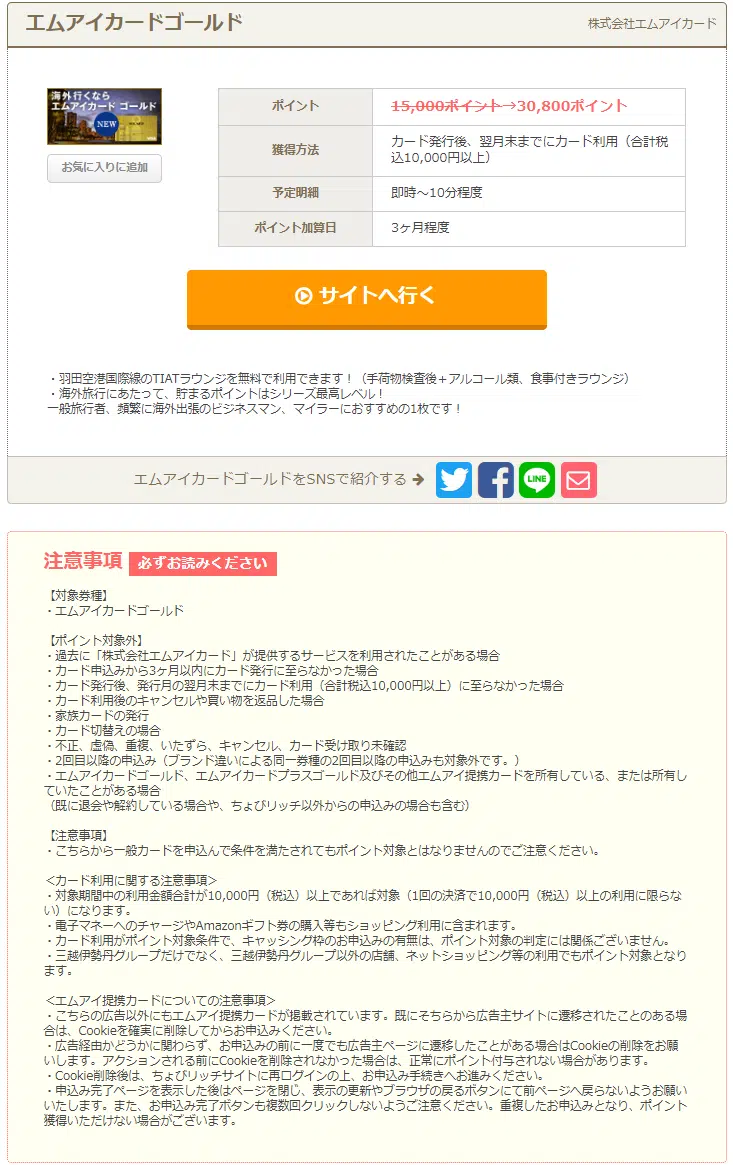 エムアイカードゴールド
株式会社エムアイカード
海外行くなら
エムアイカード ゴールド
NEW
お気に入りに追加
ポイント
15,000ポイント→30,800ポイント
獲得方法
カード発行後、翌月末までにカード利用（合計税
込10,000円以上）
予定明細
即時～10分程度
ポイント加算日
3ヶ月程度
サイトへ行く
・羽田空港国際線のTIATラウンジを無料で利用できます！（手荷物検査後＋アルコール類、食事付きラウンジ）
・海外旅行にあたって、貯まるポイントはシリーズ最高レベル！
一般旅行者、頻繁に海外出張のビジネスマン、マイラーにおすすめの1枚です！
エムアイカードゴールドをSNSで紹介する
LINE
注意事項 必ずお読みください
【対象券種】
・エムアイカードゴールド
【ポイント対象外】
・過去に「株式会社エムアイカード」が提供するサービスを利用されたことがある場合
・カード申込みから3ヶ月以内にカード発行に至らなかった場合
・カード発行後、発行月の翌月末までにカード利用（合計税込10,000円以上）に至らなかった場合
・カード利用後のキャンセルや買い物を返品した場合
・家族カードの発行
・カード切替えの場合
・不正、虚偽、重複、いたずら、キャンセル、カード受け取り未確認
・2回目以降の申込み（ブランド違いによる同一券種の2回目以降の申込みも対象外です。）
・エムアイカードゴールド、エムアイカードプラスゴールド及びその他エムアイ提携カードを所有している、または所有し
ていたことがある場合
（既に退会や解約している場合や、ちょびリッチ以外からの申込みの場合も含む）
【注意事項】
・こちらから一般カードを申込んで条件を満たされてもポイント対象とはなりませんのでご注意ください。
＜カード利用に関する注意事項＞
・対象期間中の利用金額合計が10,000円（税込）以上であれば対象（1回の決済で10,000円（税込）以上の利用に限らな
い）になります。
・電子マネーへのチャージやAmazonギフト券の購入等もショッピング利用に含まれます。
・カード利用がポイント対象条件で、キャッシング枠のお申込みの有無は、ポイント対象の判定には関係ございません。
・三越伊勢丹グループだけでなく、三越伊勢丹グループ以外の店舗、ネットショッピング等の利用でもポイント対象となり
ます。
＜エムアイ提携カードについての注意事項＞
・こちらの広告以外にもエムアイ提携カードが掲載されています。既にそちらから広告主サイトに遷移されたことのある場
合は、Cookieを確実に削除してからお申込みください。
・広告経由かどうかに関わらず、お申込みの前に一度でも広告主ページに遷移したことがある場合はCookieの削除をお願
いします。アクションされる前にCookieを削除されなかった場合は、正常にポイント付与されない場合があります。
・Cookie削除後は、ちょびリッチサイトに再ログインの上、お申込み手続きへお進みください。
・申込み完了ページを表示した後はページを閉じ、表示の更新やブラウザの戻るボタンにて前ページへ戻らないようお願い
いたします。また、お申込み完了ボタンも複数回クリックしないようご注意ください。重複したお申込みとなり、ポイント
獲得いただけない場合がございます。